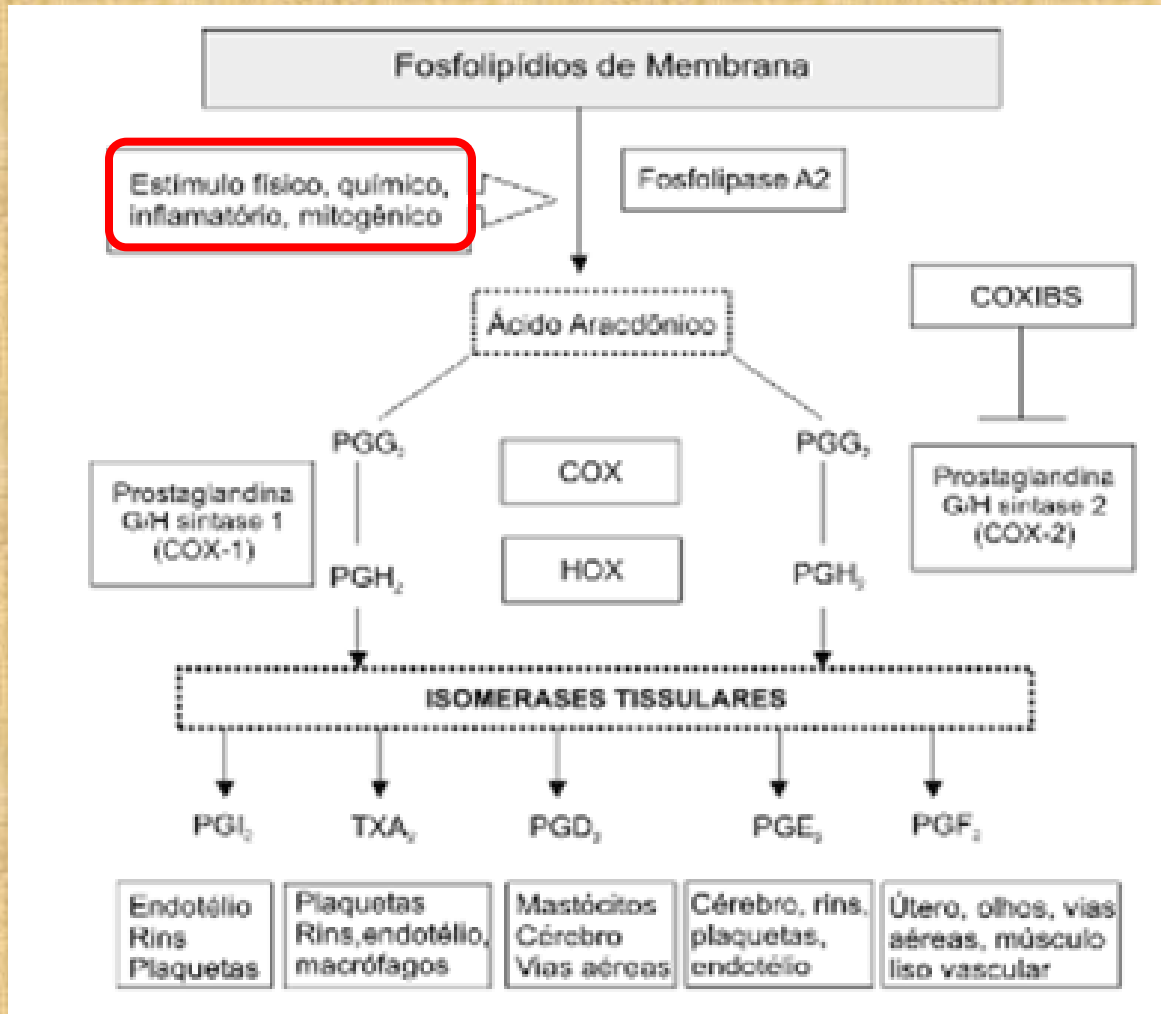 Fosfolipídios de Membrana
Estímulo físico, químico,
inflamatório, mitogênico
Fosfolipase A2
Ácido Aracdônico
COXIBS
PGG₂
PGG₂
COX
Prostaglandina
G/H sintase 1
(COX-1)
Prostaglandina
G/H sintase 2
(COX-2)
HOX
PGH₂
PGH₂
ISOMERASES TISSULARES
PGI₂
TXA₂
PGD₂
PGE₂
PGF₂
Endotélio
Rins
Plaquetas
Plaquetas
Rins, endotélio,
macrófagos
Mastócitos
Cérebro
Vias aéreas
Cérebro, rins,
plaquetas,
endotélio
Útero, olhos, vias
aéreas, músculo
liso vascular